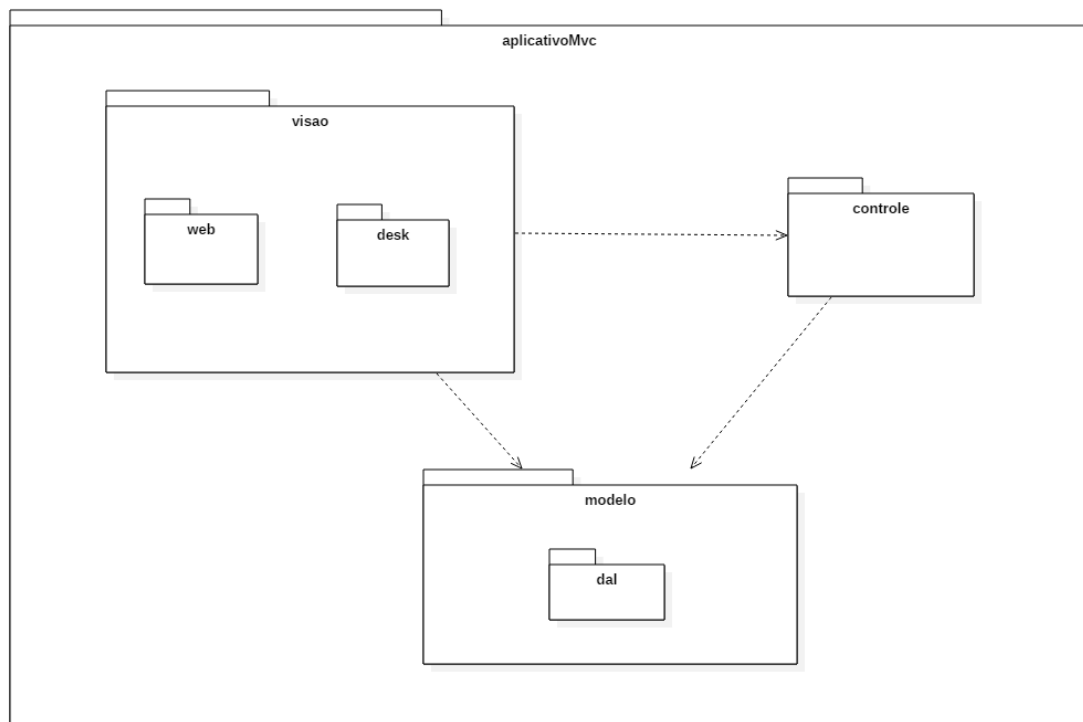 aplicativoMvc
visao
web
desk
controle
modelo
dal